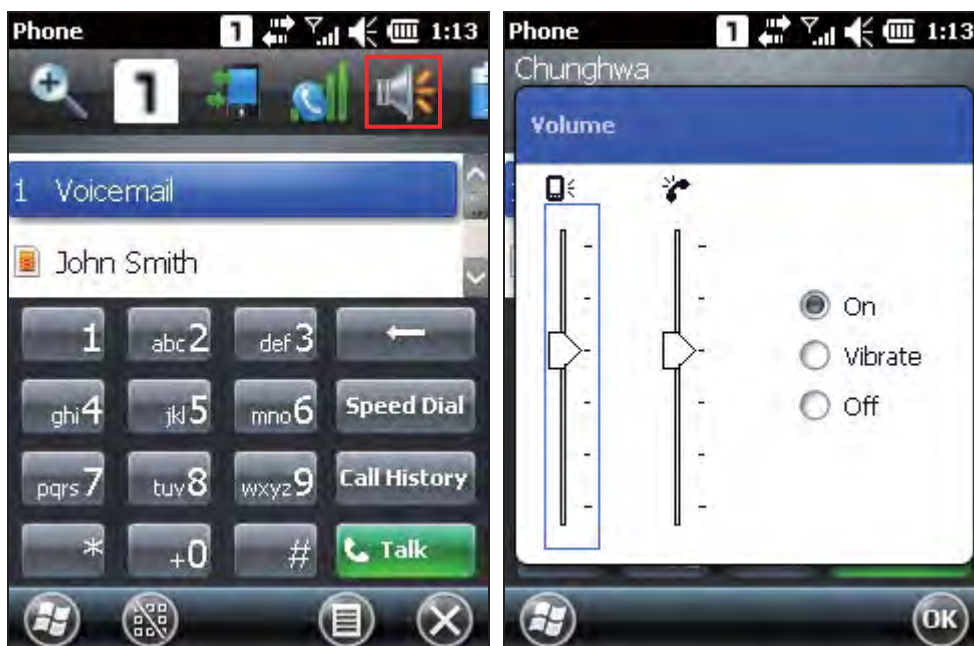 Phone 1 1:13
1
1 Voicemail
John Smith
1 abc 2 def 3
ghi 4 jkl 5 mno 6 Speed Dial
pqrs 7 tuv 8 wxyz 9 Call History
* +0 # Talk
Phone 1 1:13
Chunghwa
Volume
On
Vibrate
Off
OK